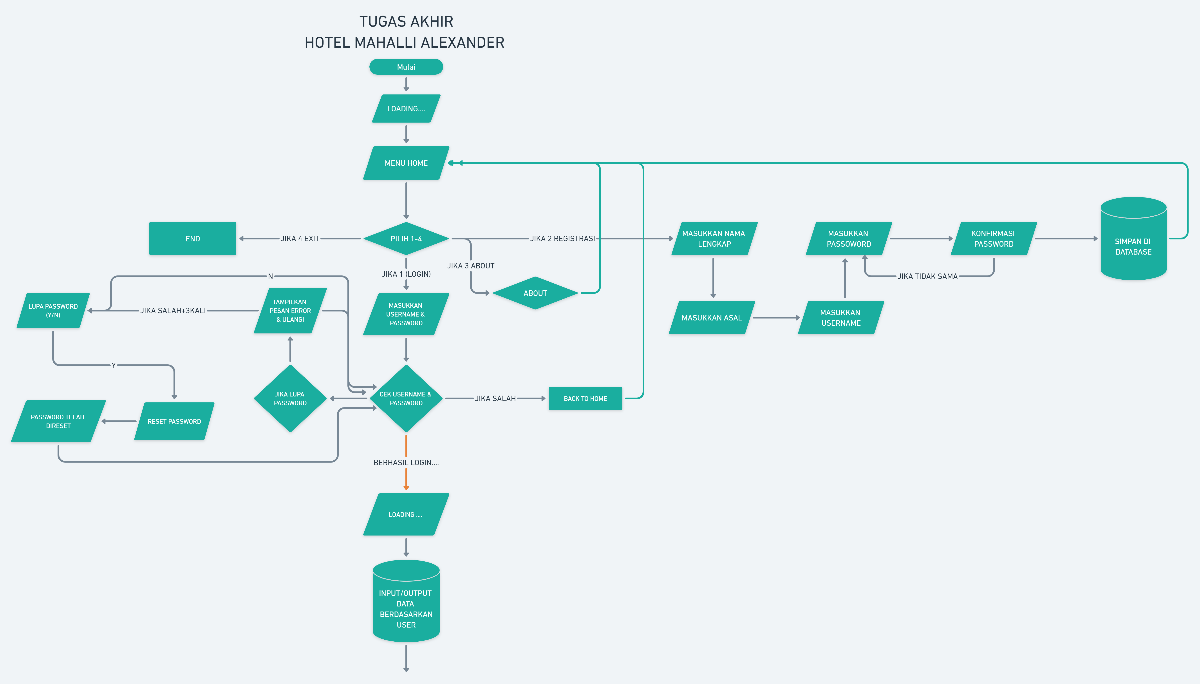 TUGAS AKHIR
HOTEL MAHALLI ALEXANDER
Mulai
LOADING....
MENU HOME
END
JIKA 4 EXIT
PILIH 1-4
JIKA 2 REGISTRASI
JIKA 3 ABOUT
JIKA 1 (LOGIN)
ABOUT
MASUKKAN NAMA
LENGKAP
MASUKKAN
PASSOWORD
KONFIRMASI
PASSWORD
SIMPAN DI
DATABASE
JIKA TIDAK SAMA
MASUKKAN ASAL
MASUKKAN
USERNAME
N
LUPA PASSWORD
(Y/N)
JIKA SALAH+3KALI
TAMPILKAN
PESAN ERROR
& ULANGI
MASUKKAN
USERNAME &
PASSWORD
Y
JIKA LUPA
PASSWORD
CEK USERNAME &
PASSWORD
JIKA SALAH
BACK TO HOME
PASSWORD TELAH
DIRESET
RESET PASSWORD
BERHASIL LOGIN....
LOADING ....
INPUT/OUTPUT
DATA
BERDASARKAN
USER